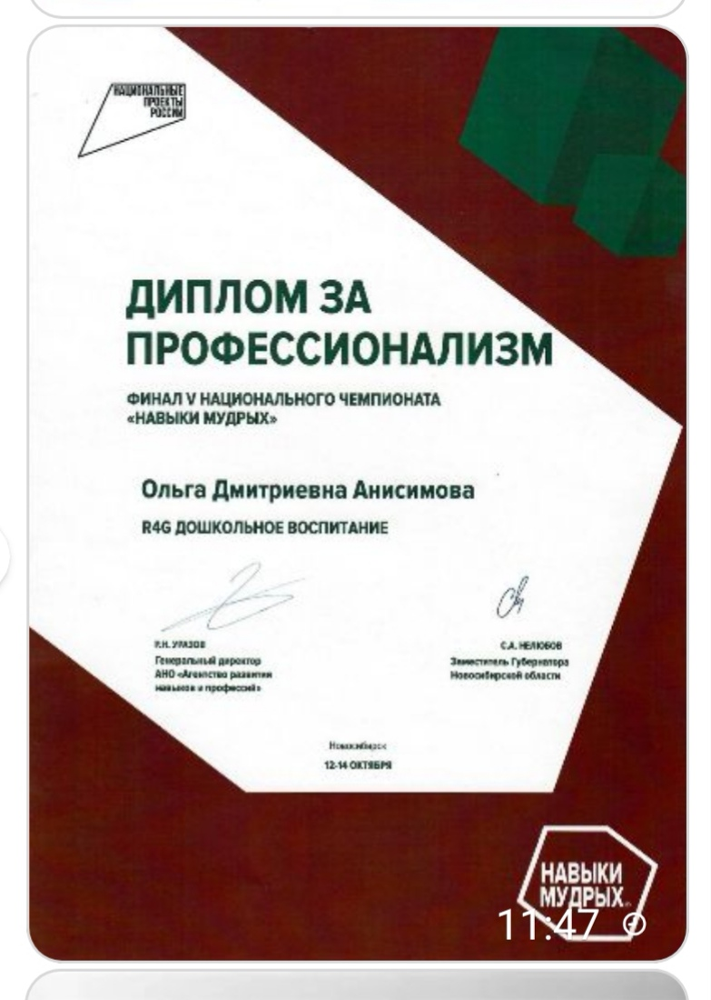 НАЦИОНАЛЬНЫЕ
ПРОЕКТЫ
РОССИИ
ДИПЛОМ ЗА
ПРОФЕССИОНАЛИЗМ
ФИНАЛ V НАЦИОНАЛЬНОГО ЧЕМПИОНАТА
«НАВЫКИ МУДРЫХ»
Ольга Дмитриевна Анисимова
R4G ДОШКОЛЬНОЕ ВОСПИТАНИЕ
Р.Н. УРАЗОВ
Генеральный директор
АНО «Агентство развития
навыков и профессий»
С.А. НЕЛЮБОВ
Заместитель Губернатора
Новосибирской области
Новосибирск
12-14 ОКТЯБРЯ
НАВЫКИ
МУДРЫХ
11:47